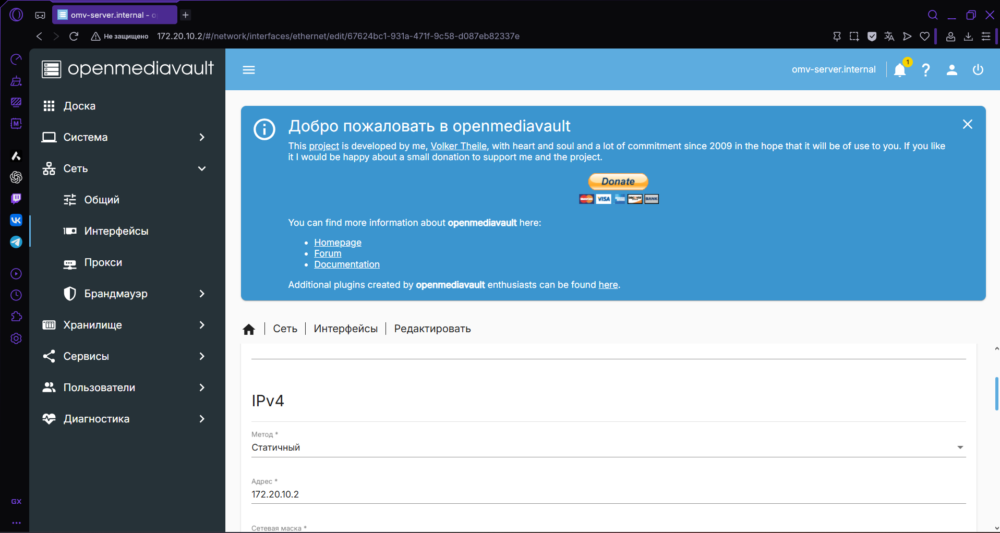 omv-server.internal - o
Не защищено
172.20.10.2/#/network/interfaces/ethernet/edit/67624bc1-931a-471f-9c58-d087eb82337e
openmediavault
Доска
Система
Сеть
Общий
Интерфейсы
Прокси
Брандмауэр
Хранилище
Сервисы
Пользователи
Диагностика
M
VK
GX
omv-server.internal
1
Добро пожаловать в openmediavault
This project is developed by me, Volker Theile, with heart and soul and a lot of commitment since 2009 in the hope that it will be of use to you. If you like
it I would be happy about a small donation to support me and the project.
Donate
MasterCard VISA DISCOVER BANK
You can find more information about openmediavault here:
Homepage
Forum
Documentation
Additional plugins created by openmediavault enthusiasts can be found here.
Сеть | Интерфейсы | Редактировать
IPv4
Метод *
Статичный
Адрес *
172.20.10.2
Сетевая маска *